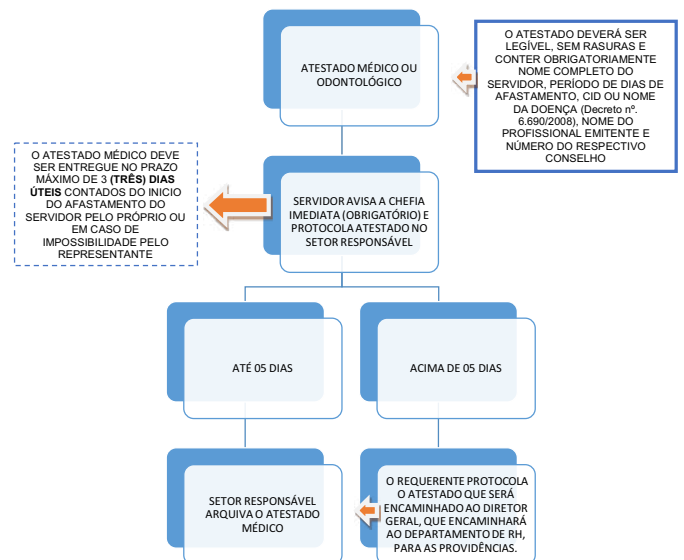 ATESTADO MÉDICO OU
ODONTOLÓGICO
O ATESTADO DEVERÁ SER
LEGÍVEL, SEM RASURAS E
CONTER OBRIGATORIAMENTE
NOME COMPLETO DO
SERVIDOR, PERÍODO DE DIAS DE
AFASTAMENTO, CID OU NOME
DA DOENÇA (Decreto nº.
6.690/2008), NOME DO
PROFISSIONAL EMITENTE E
NÚMERO DO RESPECTIVO
CONSELHO
O ATESTADO MÉDICO DEVE
SER ENTREGUE NO PRAZO
MÁXIMO DE 3 (TRÊS) DIAS
ÚTEIS CONTADOS DO INICIO
DO AFASTAMENTO DO
SERVIDOR PELO PRÓPRIO OU
EM CASO DE
IMPOSSIBILIDADE PELO
REPRESENTANTE
SERVIDOR AVISA A CHEFIA
IMEDIATA (OBRIGATÓRIO) E
PROTOCOLA ATESTADO NO
SETOR RESPONSÁVEL
ATÉ 05 DIAS
ACIMA DE 05 DIAS
SETOR RESPONSÁVEL
ARQUIVA O ATESTADO
MÉDICO
O REQUERENTE PROTOCOLA
O ATESTADO QUE SERÁ
ENCAMINHADO AO DIRETOR
GERAL, QUE ENCAMINHARÁ
AO DEPARTAMENTO DE RH,
PARA AS PROVIDÊNCIAS.